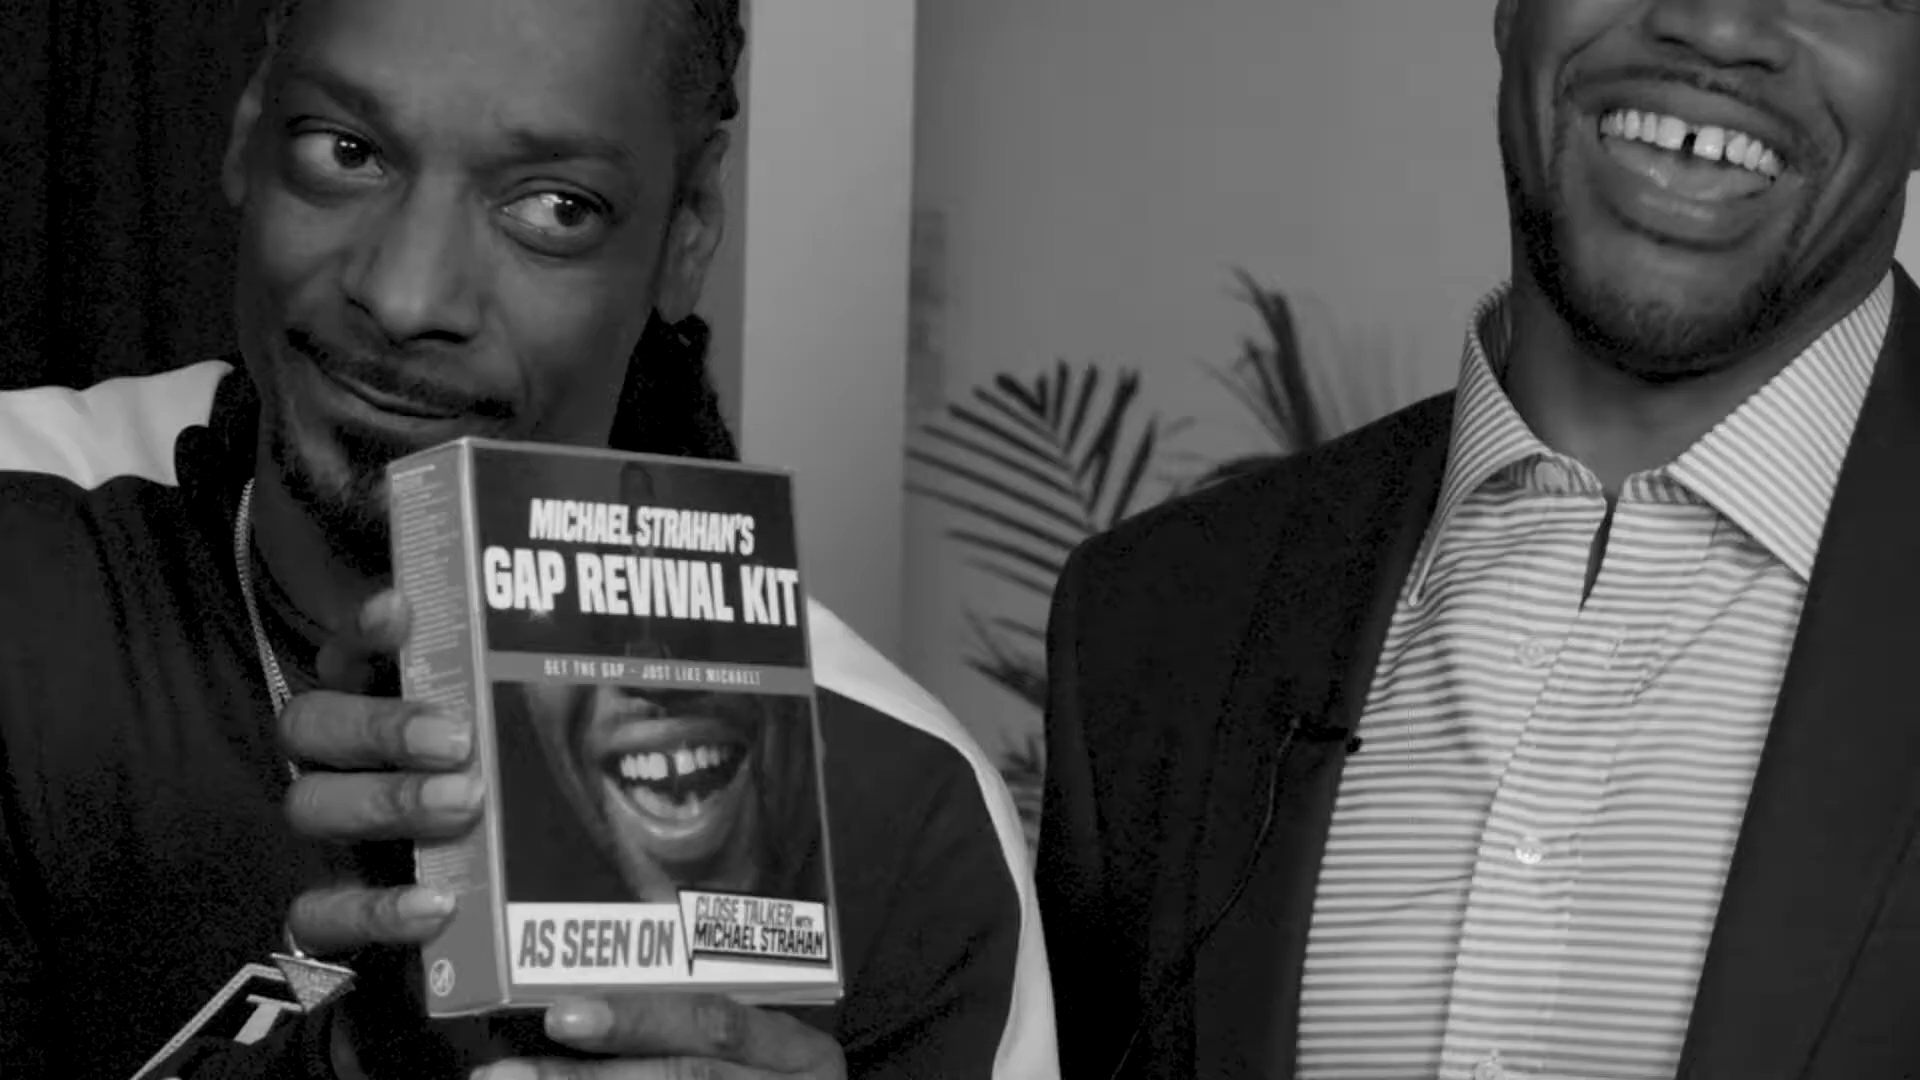 MICHAEL STRAHAN'S
GAP REVIVAL KIT
GET THE GAP - JUST LIKE MICHAEL!
AS SEEN ON
CLOSE TALKER WITH
MICHAEL STRAHAN
T